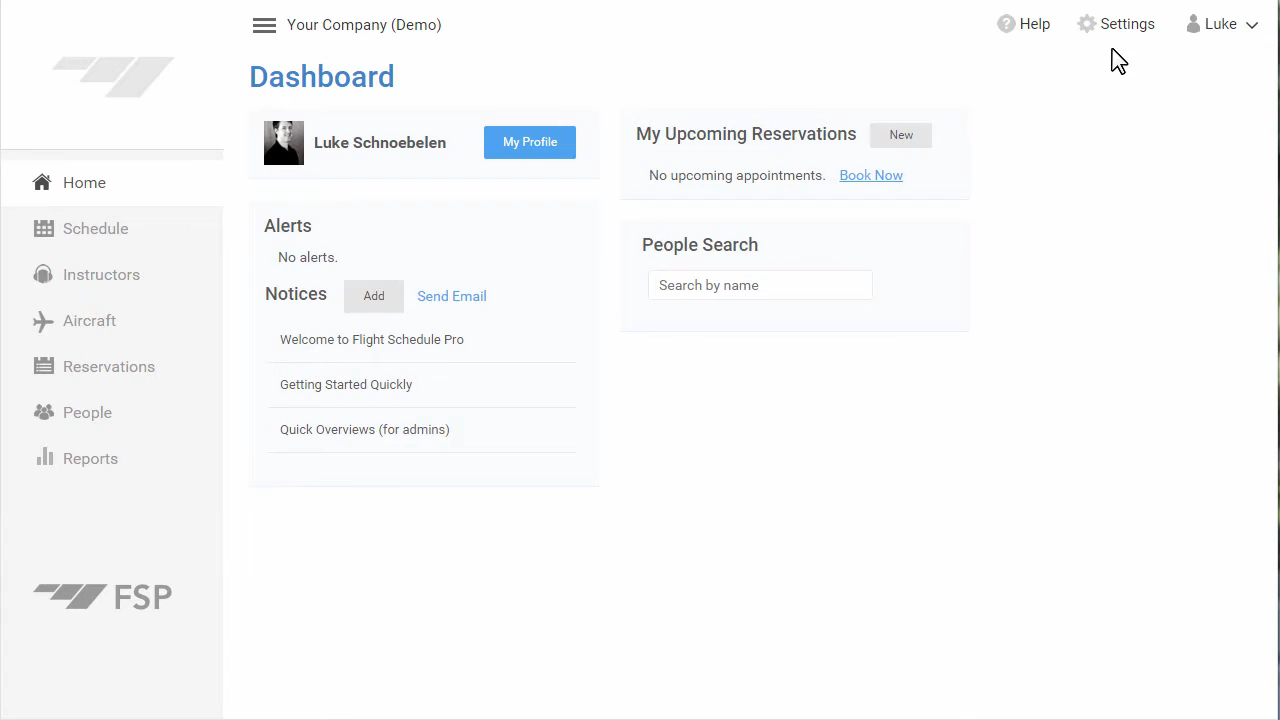 Your Company (Demo)
Help
Settings
Luke
Dashboard
Luke Schnoebelen
My Profile
My Upcoming Reservations
New
No upcoming appointments. Book Now
Home
Schedule
Instructors
Aircraft
Reservations
People
Reports
Alerts
No alerts.
Notices
Add
Send Email
Welcome to Flight Schedule Pro
Getting Started Quickly
Quick Overviews (for admins)
People Search
Search by name
FSP